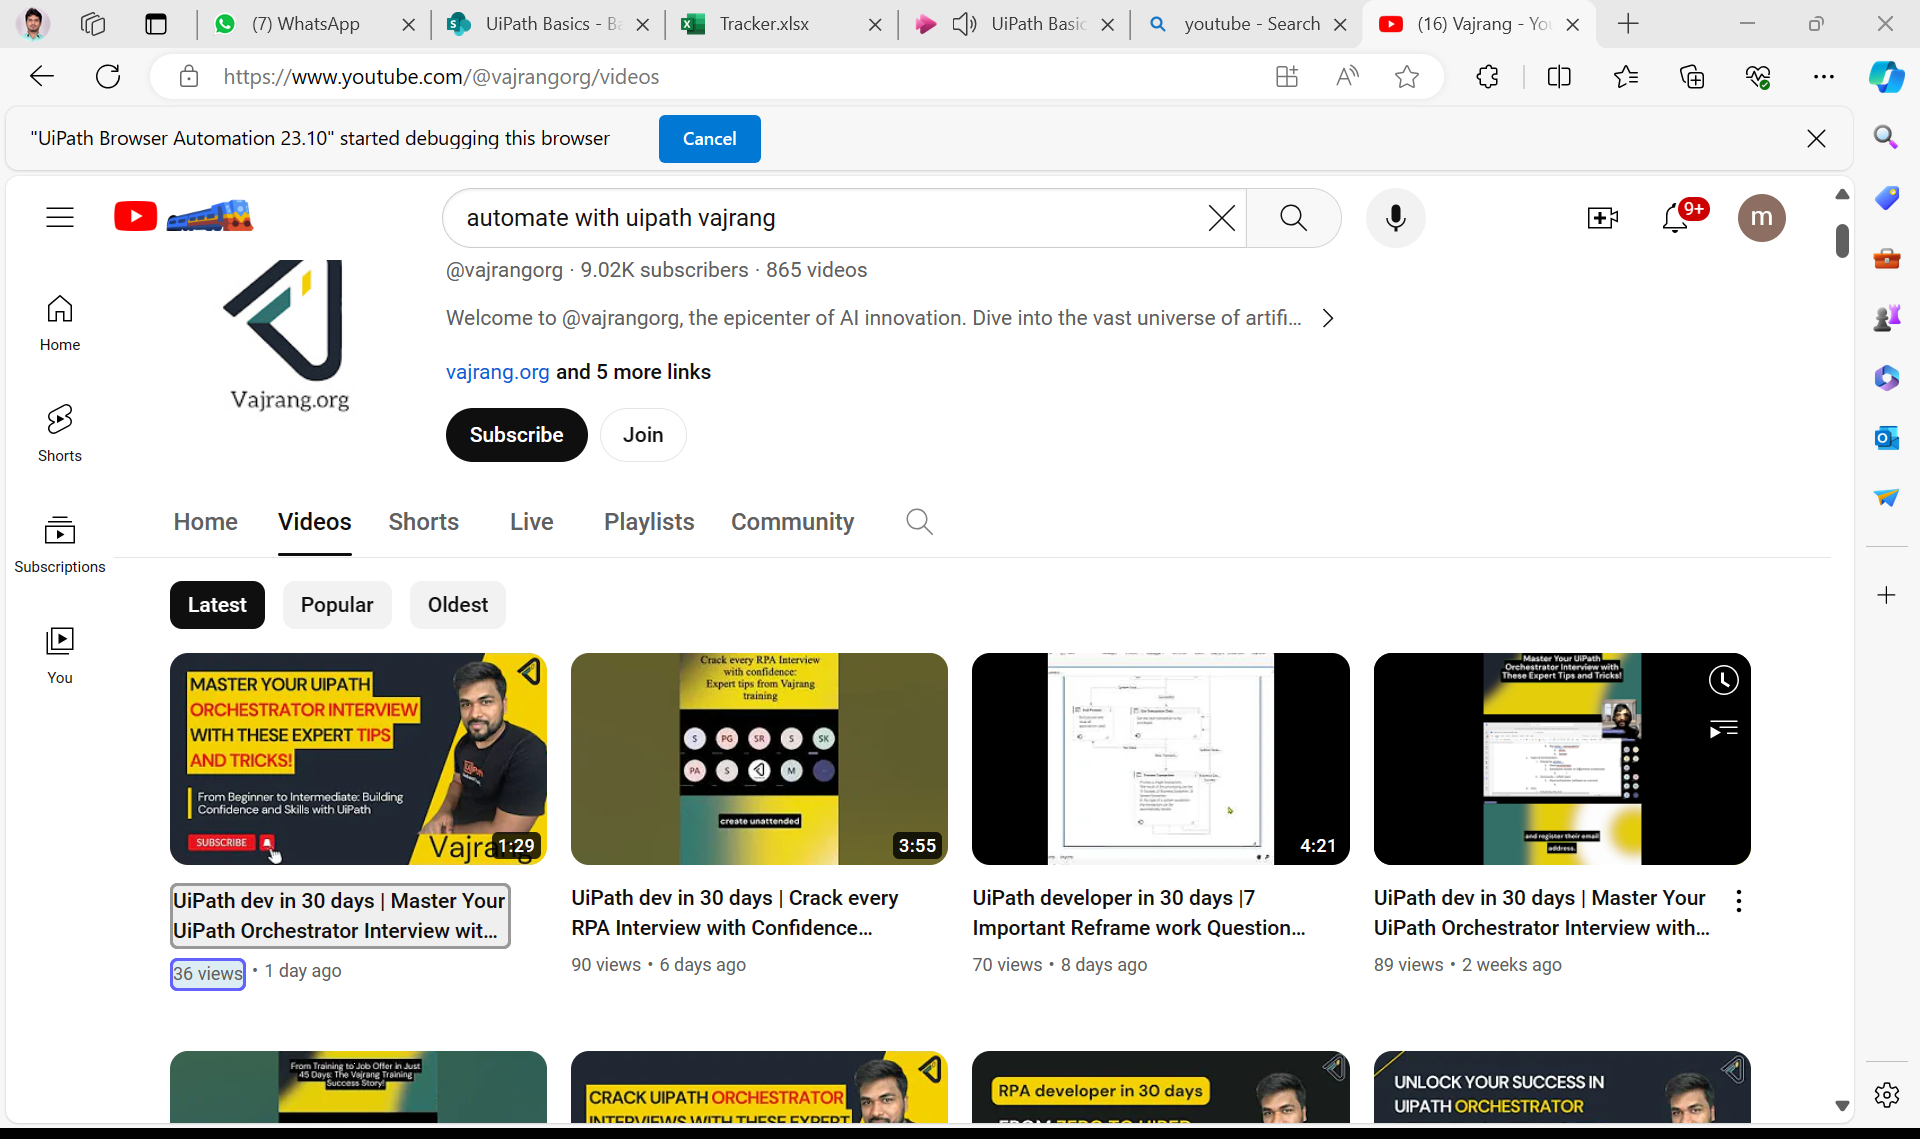 (7) WhatsApp
UiPath Basics - Ba
Tracker.xlsx
UiPath Basic
youtube - Search
(16) Vajrang - You
https://www.youtube.com/@vajrangorg/videos
"UiPath Browser Automation 23.10" started debugging this browser
Cancel
automate with uipath vajrang
9+
m
@vajrangorg · 9.02K subscribers · 865 videos
Welcome to @vajrangorg, the epicenter of AI innovation. Dive into the vast universe of artifi...
vajrang.org and 5 more links
Vajrang.org
Subscribe
Join
Home
Shorts
Subscriptions
You
Home
Videos
Shorts
Live
Playlists
Community
Latest
Popular
Oldest
MASTER YOUR UIPATH
ORCHESTRATOR INTERVIEW
WITH THESE EXPERT TIPS
AND TRICKS!
From Beginner to Intermediate: Building
Confidence and Skills with UiPath
SUBSCRIBE
Vajrang
1:29
Crack every RPA Interview
with confidence:
Expert tips from Vajrang
training
S PG SR S SK
PA S M
create unattended
3:55
4:21
Master Your UiPath
Orchestrator Interview with
These Expert Tips and Tricks!
and register their email
address.
UiPath dev in 30 days | Master Your
UiPath Orchestrator Interview wit...
36 views • 1 day ago
UiPath dev in 30 days | Crack every
RPA Interview with Confidence...
90 views • 6 days ago
UiPath developer in 30 days |7
Important Reframe work Question...
70 views • 8 days ago
UiPath dev in 30 days | Master Your
UiPath Orchestrator Interview with...
89 views • 2 weeks ago
From Training to Job Offer in Just
45 Days: The Vajrang Training
Success Story!
CRACK UIPATH ORCHESTRATOR
INTERVIEWS WITH THESE EXPERT
RPA developer in 30 days
FROM ZERO TO HIRED
UNLOCK YOUR SUCCESS IN
UIPATH ORCHESTRATOR